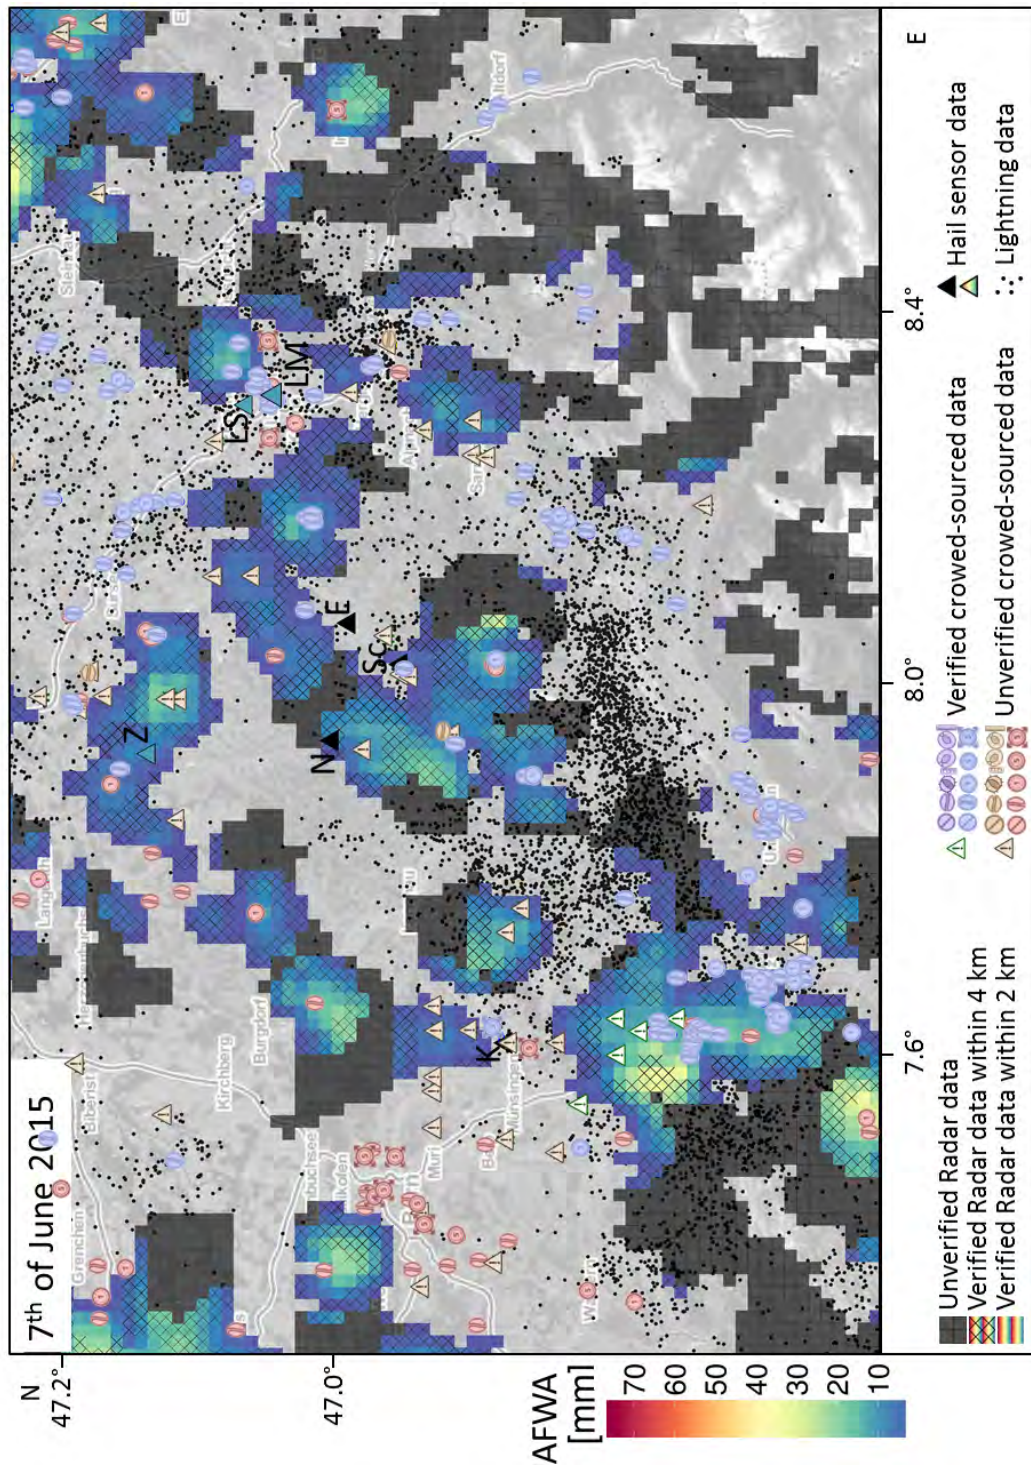 7th of June 2015
N
47.2°
47.0°
Grenchen
Biberist
Kirchberg
Burgdorf
Langenth
Muri
Münsingen
Z
N
E
Sc
K
LS
LM
7.6°
8.0°
8.4°
E
AFWA
[mm]
70
60
50
40
30
20
10
Unverified Radar data
Verified Radar data within 4 km
Verified Radar data within 2 km
Verified crowed-sourced data
Unverified crowed-sourced data
Hail sensor data
Lightning data